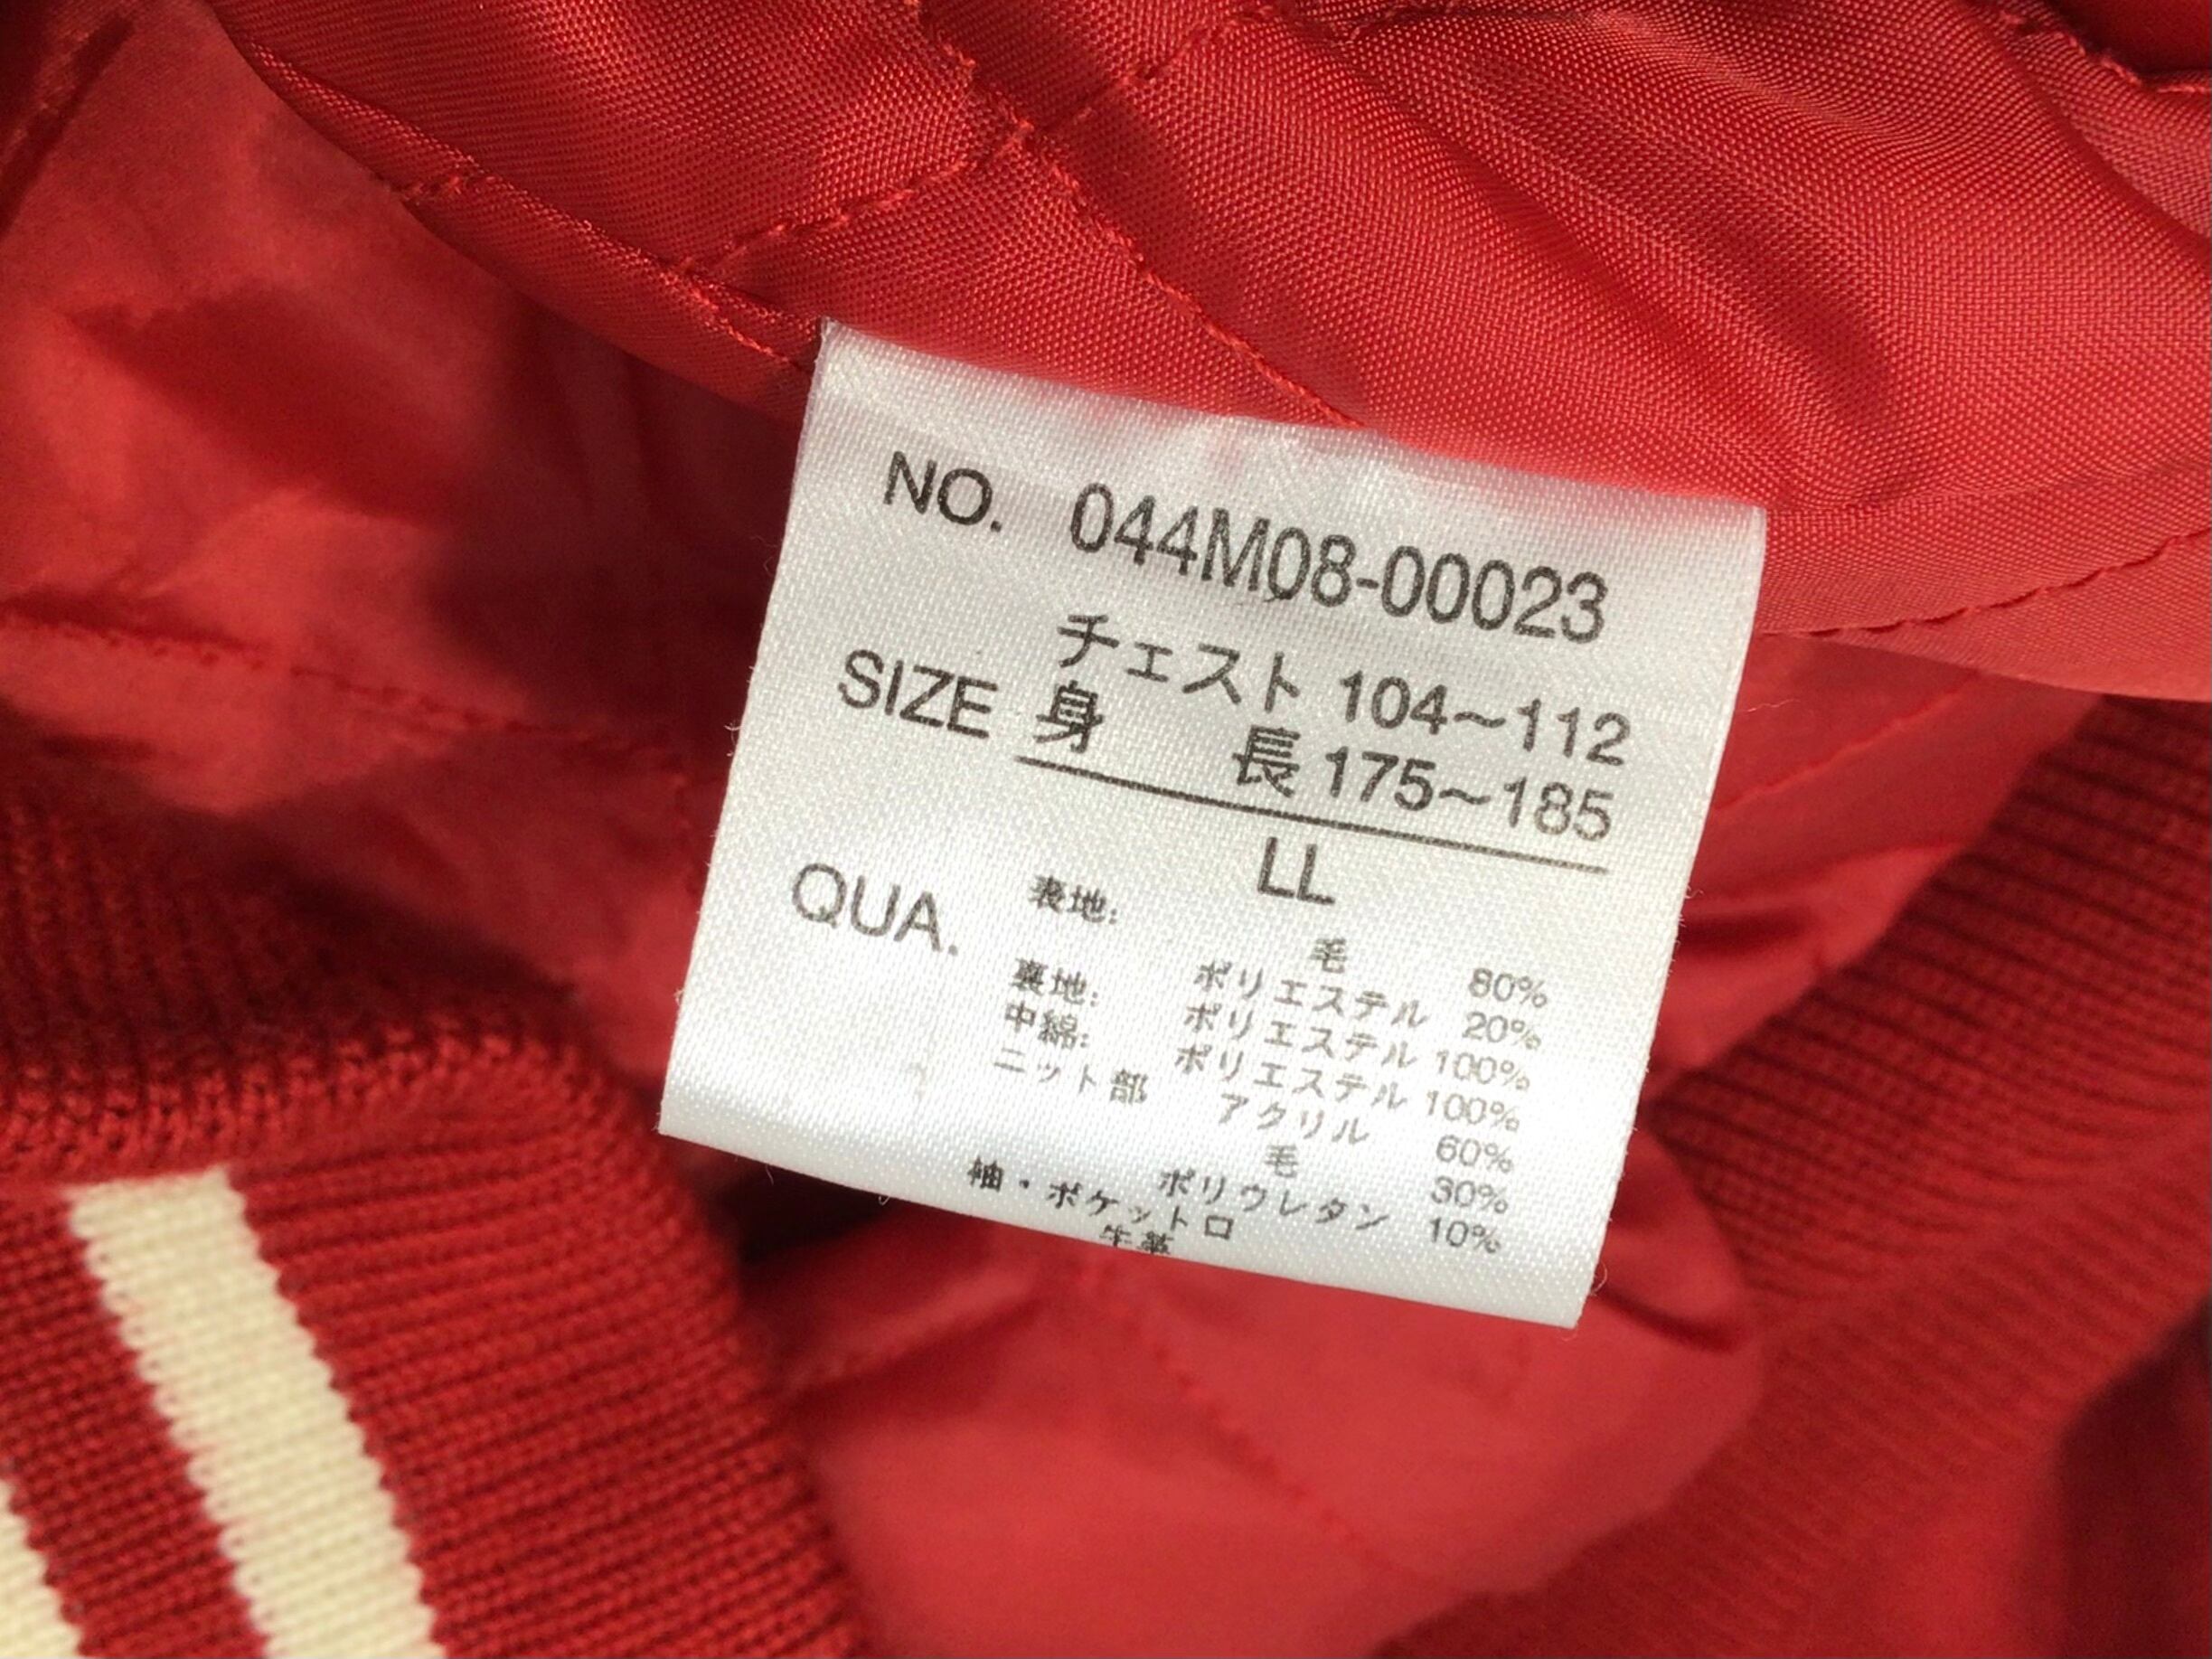 NO. 044M08-00023
チェスト 104~112
SIZE 身 長 175~185
LL
QUA. 表地: 毛 80%
ポリエステル 20%
裏地: ポリエステル 100%
中綿: ポリエステル 100%
ニット部 アクリル 60%
毛 30%
ポリウレタン 10%
袖・ポケット口
牛革